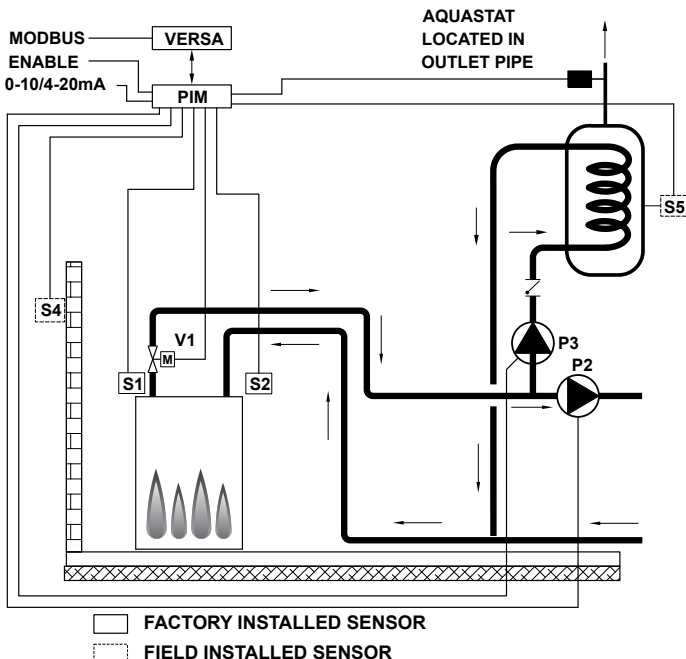 MODBUS
VERSA
ENABLE
0-10/4-20mA
PIM
AQUASTAT
LOCATED IN
OUTLET PIPE
S5
S4
V1
M
S1
S2
P3
P2
FACTORY INSTALLED SENSOR
FIELD INSTALLED SENSOR